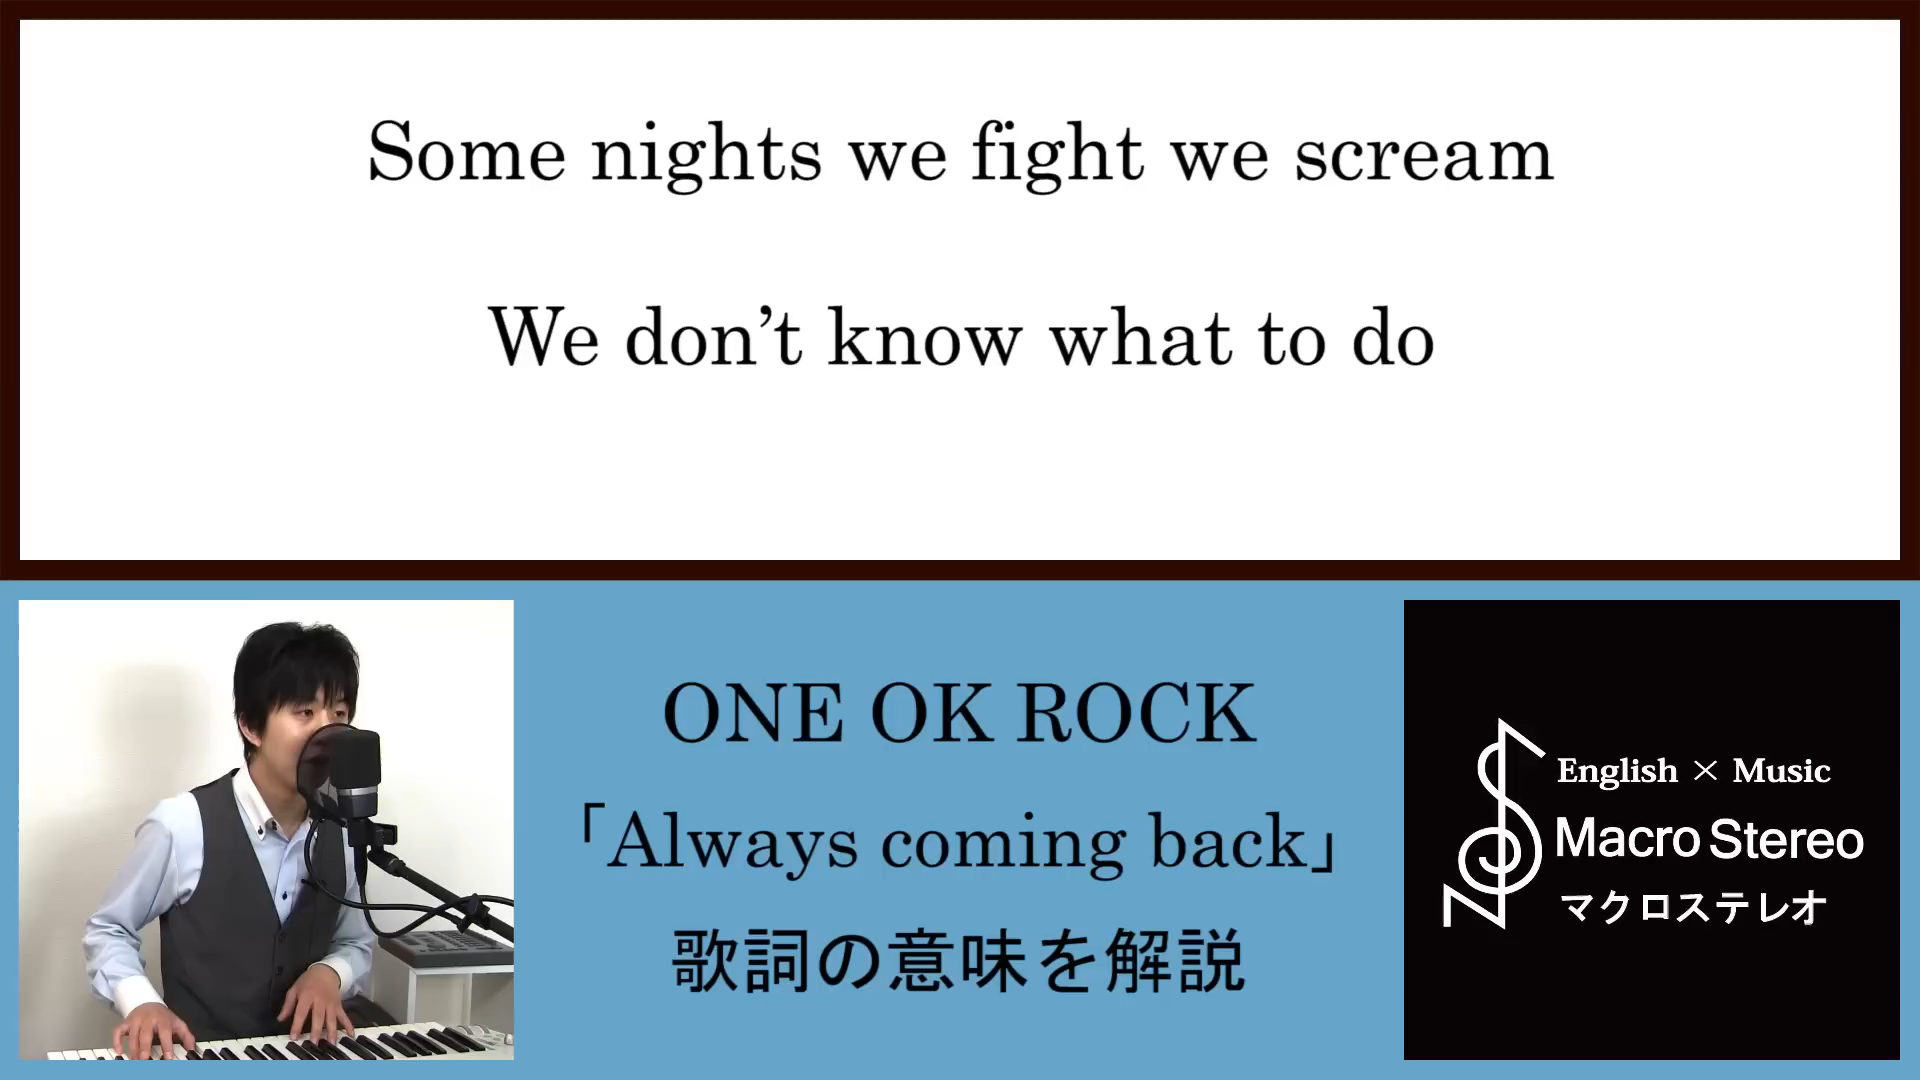 Some nights we fight we scream
We don't know what to do
ONE OK ROCK
「Always coming back」
歌詞の意味を解説
English × Music
Macro Stereo
マクロステレオ